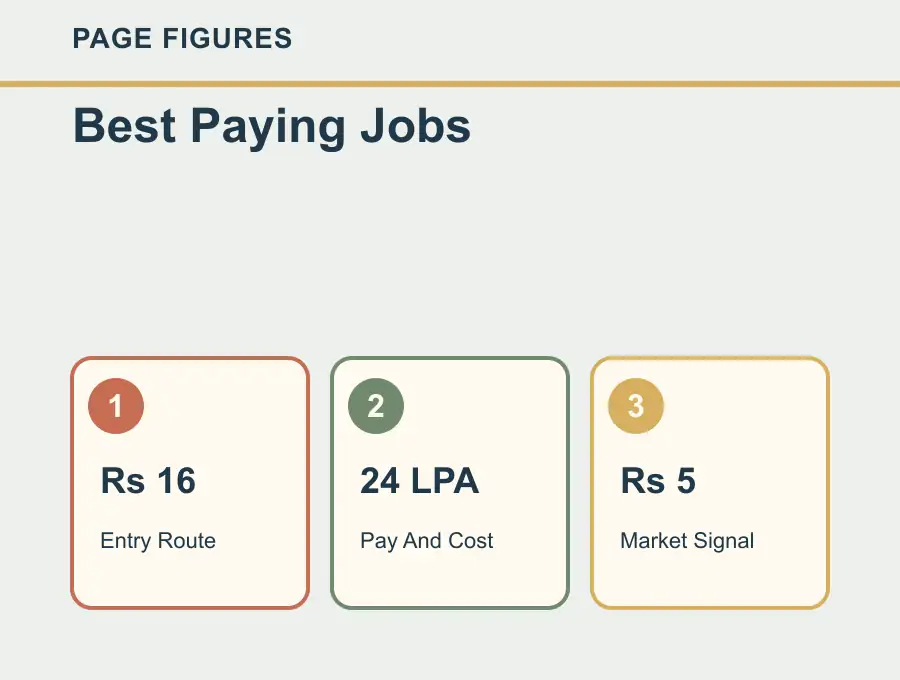 PAGE FIGURES
Best Paying Jobs
1
Rs 16
Entry Route
2
24 LPA
Pay And Cost
3
Rs 5
Market Signal